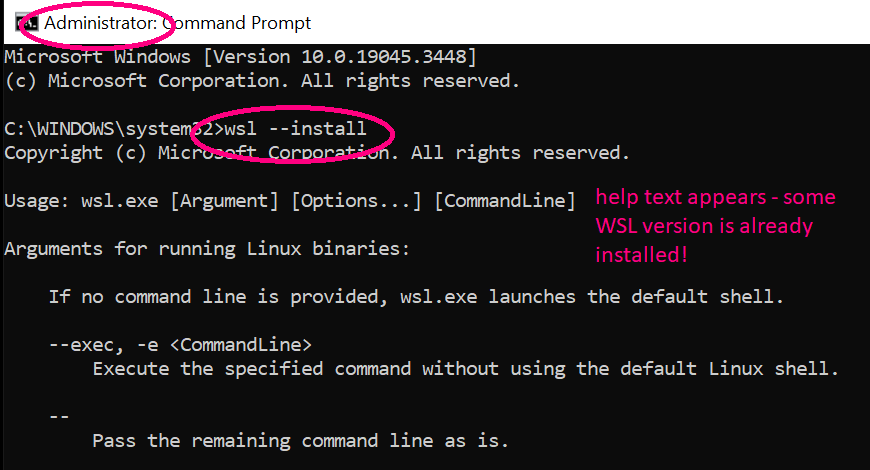 Administrator: Command Prompt
Microsoft Windows [Version 10.0.19045.3448]
(c) Microsoft Corporation. All rights reserved.
C:\WINDOWS\system32>wsl --install
Copyright (c) Microsoft Corporation. All rights reserved.
Usage: wsl.exe [Argument] [Options...] [CommandLine]
help text appears - some
WSL version is already
installed!
Arguments for running Linux binaries:
If no command line is provided, wsl.exe launches the default shell.
--exec, -e <CommandLine>
Execute the specified command without using the default Linux shell.
--
Pass the remaining command line as is.